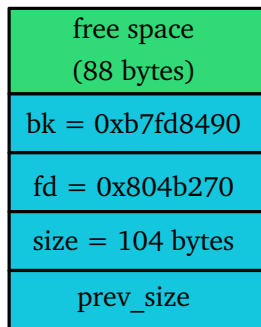 free space
(88 bytes)
bk = 0xb7fd8490
fd = 0x804b270
size = 104 bytes
prev_size